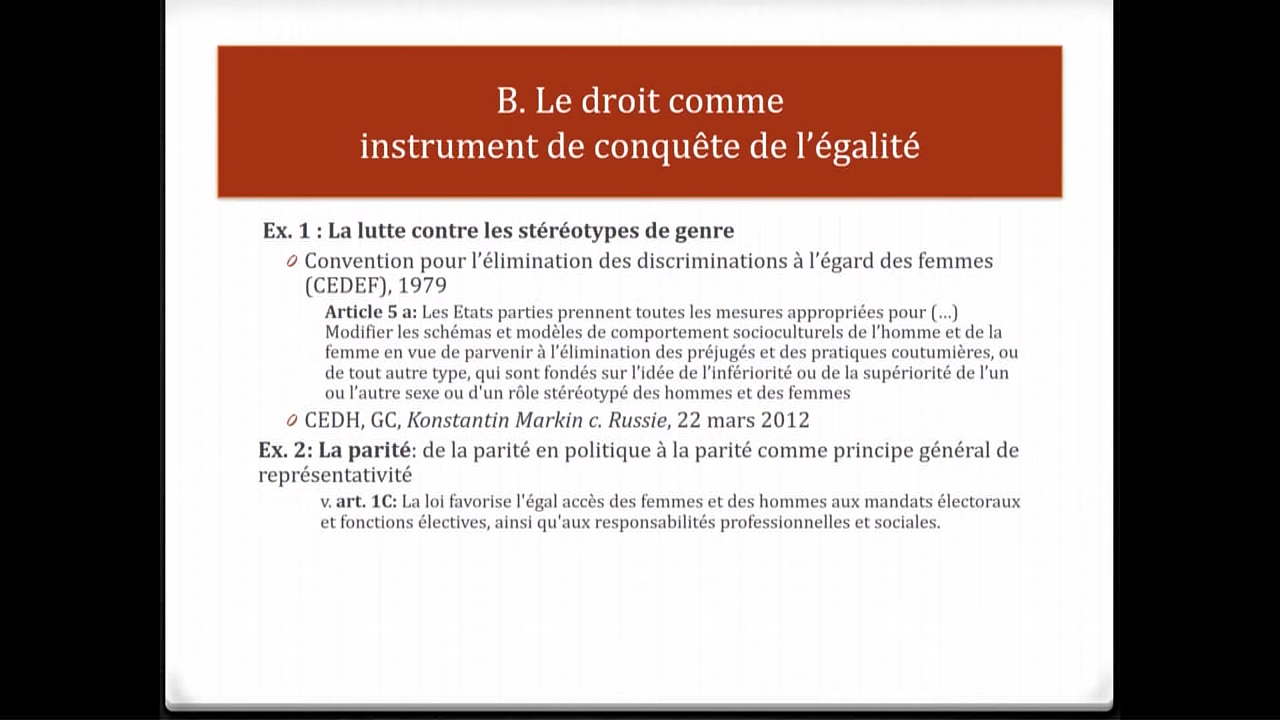 B. Le droit comme
instrument de conquête de l’égalité
Ex. 1 : La lutte contre les stéréotypes de genre
Convention pour l’élimination des discriminations à l’égard des femmes
(CEDEF), 1979
Article 5 a: Les Etats parties prennent toutes les mesures appropriées pour (…)
Modifier les schémas et modèles de comportement socioculturels de l’homme et de la
femme en vue de parvenir à l’élimination des préjugés et des pratiques coutumières, ou
de tout autre type, qui sont fondés sur l’idée de l’infériorité ou de la supériorité de l’un
ou l’autre sexe ou d'un rôle stéréotypé des hommes et des femmes
CEDH, GC, Konstantin Markin c. Russie, 22 mars 2012
Ex. 2: La parité: de la parité en politique à la parité comme principe général de
représentativité
v. art. 1C: La loi favorise l'égal accès des femmes et des hommes aux mandats électoraux
et fonctions électives, ainsi qu'aux responsabilités professionnelles et sociales.